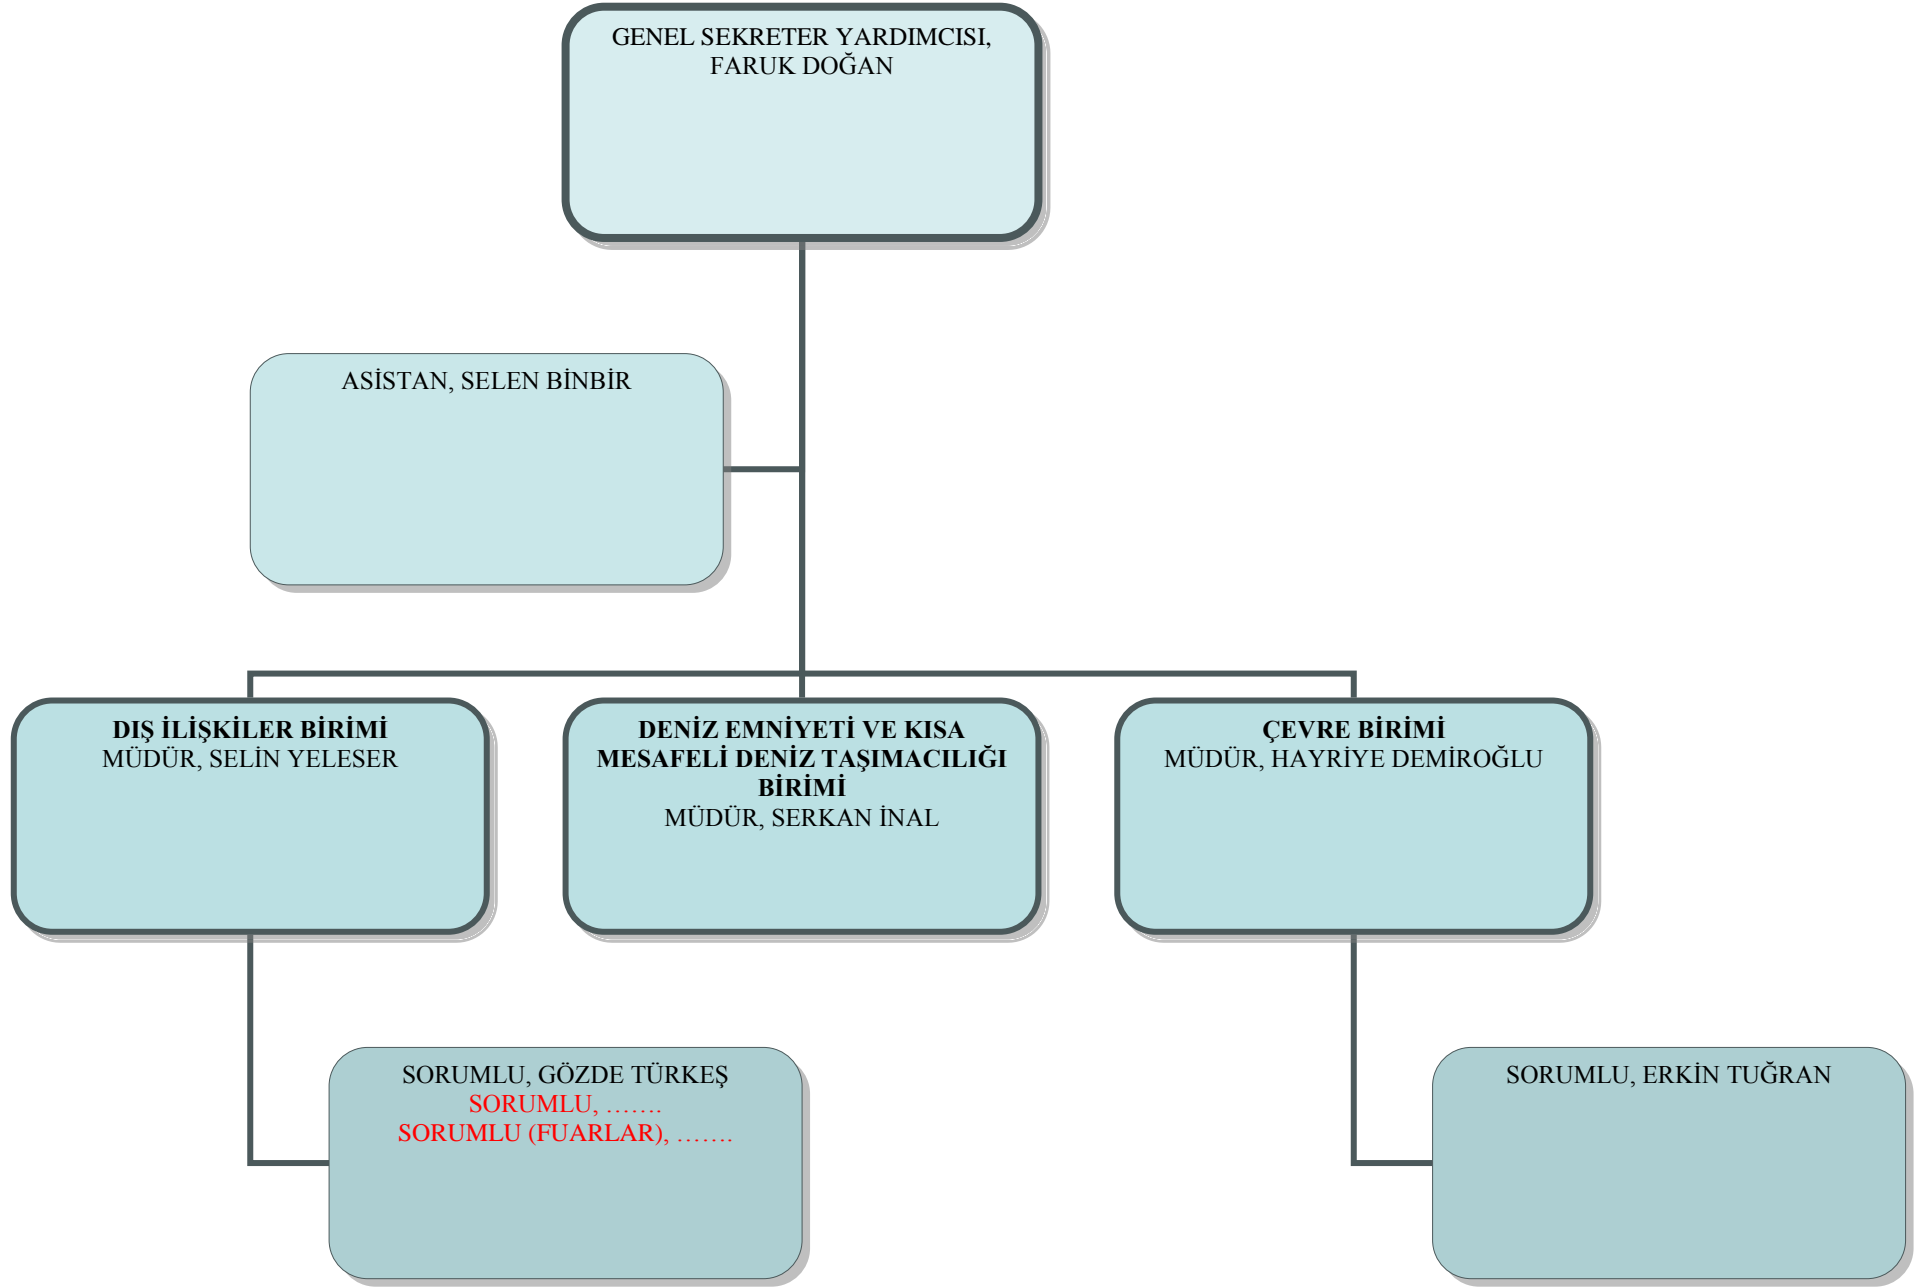 GENEL SEKRETER YARDIMCISI,
FARUK DOĞAN
ASİSTAN, SELEN BİNBİR
DIŞ İLİŞKİLER BİRİMİ
MÜDÜR, SELİN YELESER
DENİZ EMNİYETİ VE KISA
MESAFELİ DENİZ TAŞIMACILIĞI
BİRİMİ
MÜDÜR, SERKAN İNAL
ÇEVRE BİRİMİ
MÜDÜR, HAYRİYE DEMİROĞLU
SORUMLU, GÖZDE TÜRKEŞ
SORUMLU, …….
SORUMLU (FUARLAR), …….
SORUMLU, ERKİN TUĞRAN